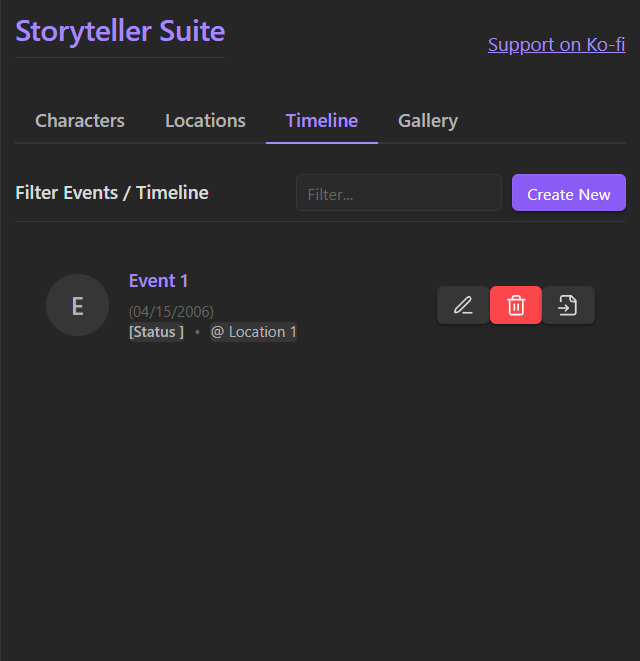 Storyteller Suite
Support on Ko-fi
Characters Locations Timeline Gallery
Filter Events / Timeline Filter... Create New
E
Event 1
(04/15/2006)
[Status ] • @ Location 1